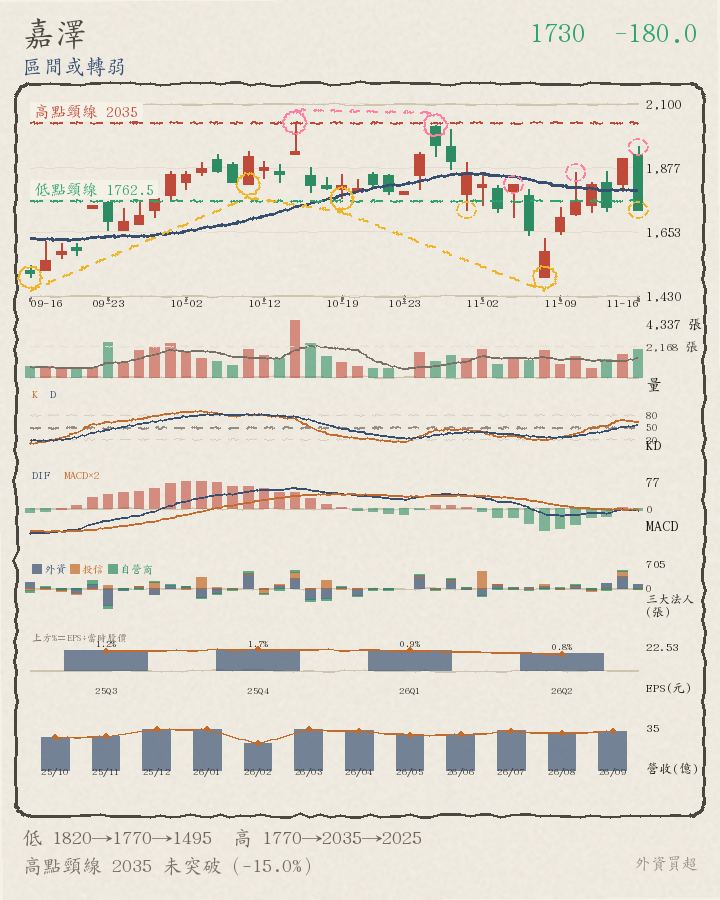 嘉澤
1730 -180.0
區間或轉弱
高點頸線 2035
低點頸線 1762.5
2,100
1,877
1,653
1,430
09-16 09-23 10-02 10-12 10-19 10-23 11-02 11-09 11-16
4,337 張
2,168 張
量
K D
80
50
20
KD
DIF MACD×2
77
0
MACD
外資 投信 自營商
705
0
三大法人
(張)
上方%=EPS÷當時股價
1.2% 1.7% 0.9% 0.8%
22.53
25Q3 25Q4 26Q1 26Q2
EPS(元)
35
25/10 25/11 25/12 26/01 26/02 26/03 26/04 26/05 26/06 26/07 26/08 26/09
營收(億)
低 1820→1770→1495 高 1770→2035→2025
高點頸線 2035 未突破 (-15.0%)
外資買超